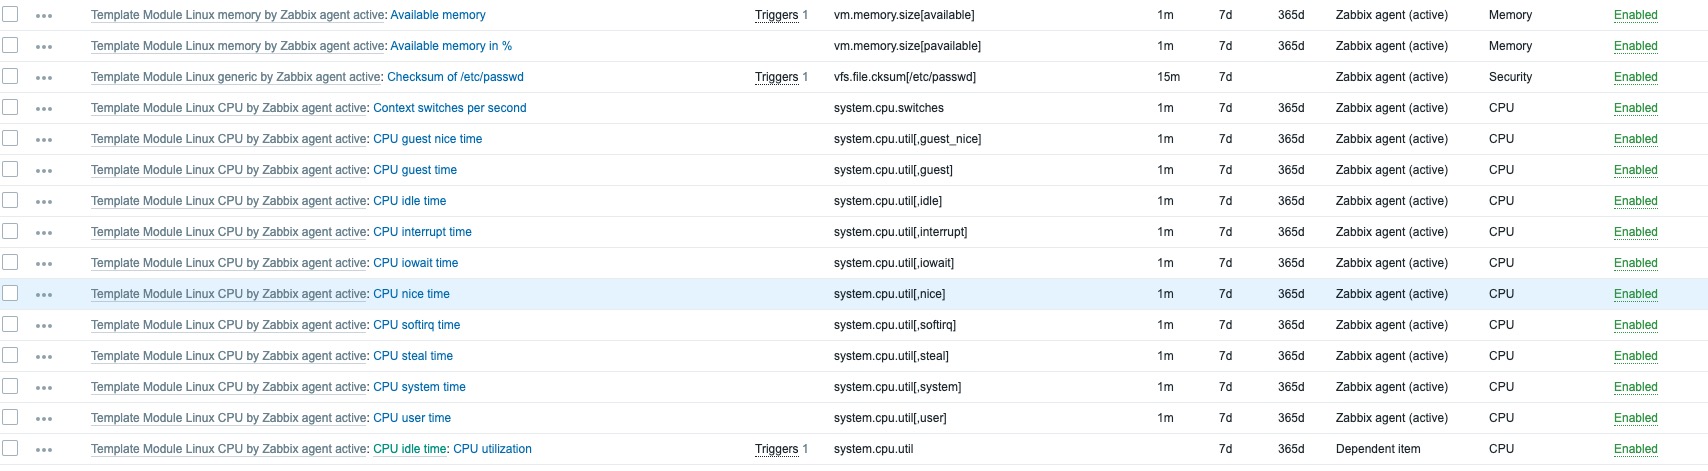 Template Module Linux memory by Zabbix agent active: Available memory Triggers 1 vm.memory.size[available] 1m 7d 365d Zabbix agent (active) Memory Enabled
Template Module Linux memory by Zabbix agent active: Available memory in % vm.memory.size[pavailable] 1m 7d 365d Zabbix agent (active) Memory Enabled
Template Module Linux generic by Zabbix agent active: Checksum of /etc/passwd Triggers 1 vfs.file.cksum[/etc/passwd] 15m 7d Zabbix agent (active) Security Enabled
Template Module Linux CPU by Zabbix agent active: Context switches per second system.cpu.switches 1m 7d 365d Zabbix agent (active) CPU Enabled
Template Module Linux CPU by Zabbix agent active: CPU guest nice time system.cpu.util[,guest_nice] 1m 7d 365d Zabbix agent (active) CPU Enabled
Template Module Linux CPU by Zabbix agent active: CPU guest time system.cpu.util[,guest] 1m 7d 365d Zabbix agent (active) CPU Enabled
Template Module Linux CPU by Zabbix agent active: CPU idle time system.cpu.util[,idle] 1m 7d 365d Zabbix agent (active) CPU Enabled
Template Module Linux CPU by Zabbix agent active: CPU interrupt time system.cpu.util[,interrupt] 1m 7d 365d Zabbix agent (active) CPU Enabled
Template Module Linux CPU by Zabbix agent active: CPU iowait time system.cpu.util[,iowait] 1m 7d 365d Zabbix agent (active) CPU Enabled
Template Module Linux CPU by Zabbix agent active: CPU nice time system.cpu.util[,nice] 1m 7d 365d Zabbix agent (active) CPU Enabled
Template Module Linux CPU by Zabbix agent active: CPU softirq time system.cpu.util[,softirq] 1m 7d 365d Zabbix agent (active) CPU Enabled
Template Module Linux CPU by Zabbix agent active: CPU steal time system.cpu.util[,steal] 1m 7d 365d Zabbix agent (active) CPU Enabled
Template Module Linux CPU by Zabbix agent active: CPU system time system.cpu.util[,system] 1m 7d 365d Zabbix agent (active) CPU Enabled
Template Module Linux CPU by Zabbix agent active: CPU user time system.cpu.util[,user] 1m 7d 365d Zabbix agent (active) CPU Enabled
Template Module Linux CPU by Zabbix agent active: CPU idle time: CPU utilization Triggers 1 system.cpu.util 7d 365d Dependent item CPU Enabled